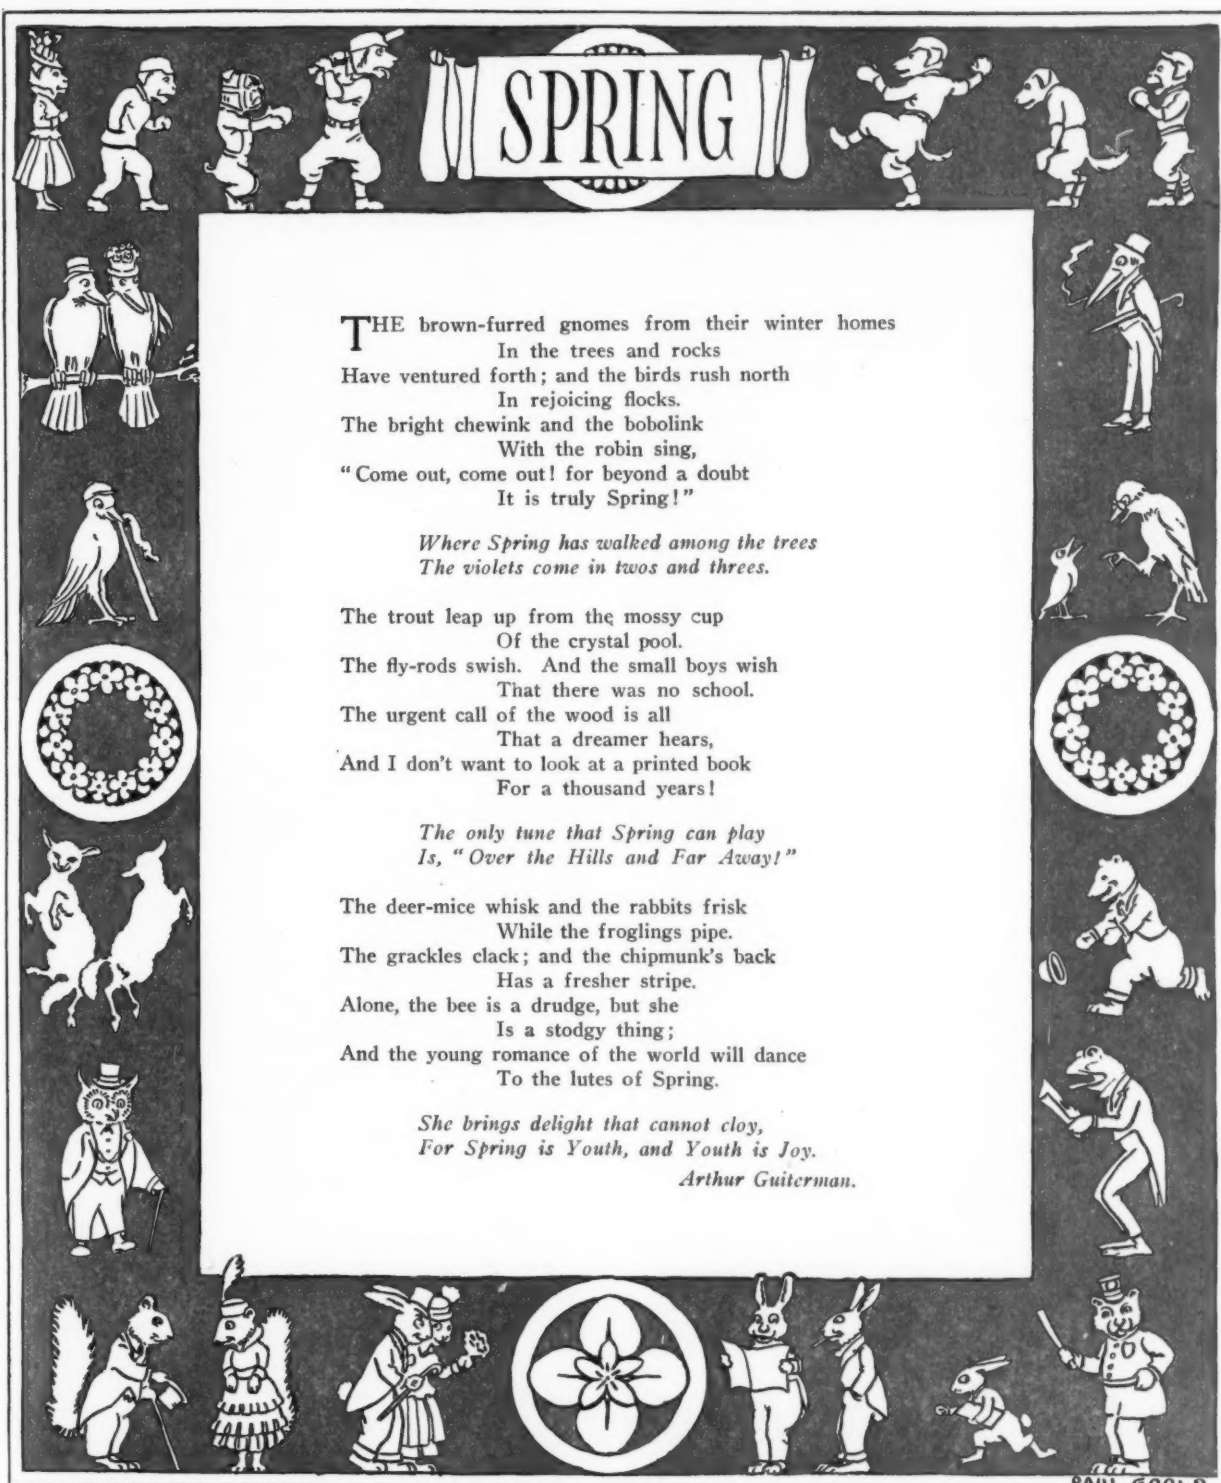 SPRING
THE brown-furred gnomes from their winter homes
In the trees and rocks
Have ventured forth; and the birds rush north
In rejoicing flocks.
The bright chewink and the bobolink
With the robin sing,
"Come out, come out! for beyond a doubt
It is truly Spring!"
Where Spring has walked among the trees
The violets come in twos and threes.
The trout leap up from the mossy cup
Of the crystal pool.
The fly-rods swish. And the small boys wish
That there was no school.
The urgent call of the wood is all
That a dreamer hears,
And I don't want to look at a printed book
For a thousand years!
The only tune that Spring can play
Is, "Over the Hills and Far Away!"
The deer-mice whisk and the rabbits frisk
While the froglings pipe.
The grackles clack; and the chipmunk's back
Has a fresher stripe.
Alone, the bee is a drudge, but she
Is a stodgy thing;
And the young romance of the world will dance
To the lutes of Spring.
She brings delight that cannot cloy,
For Spring is Youth, and Youth is Joy.
Arthur Guiterman.